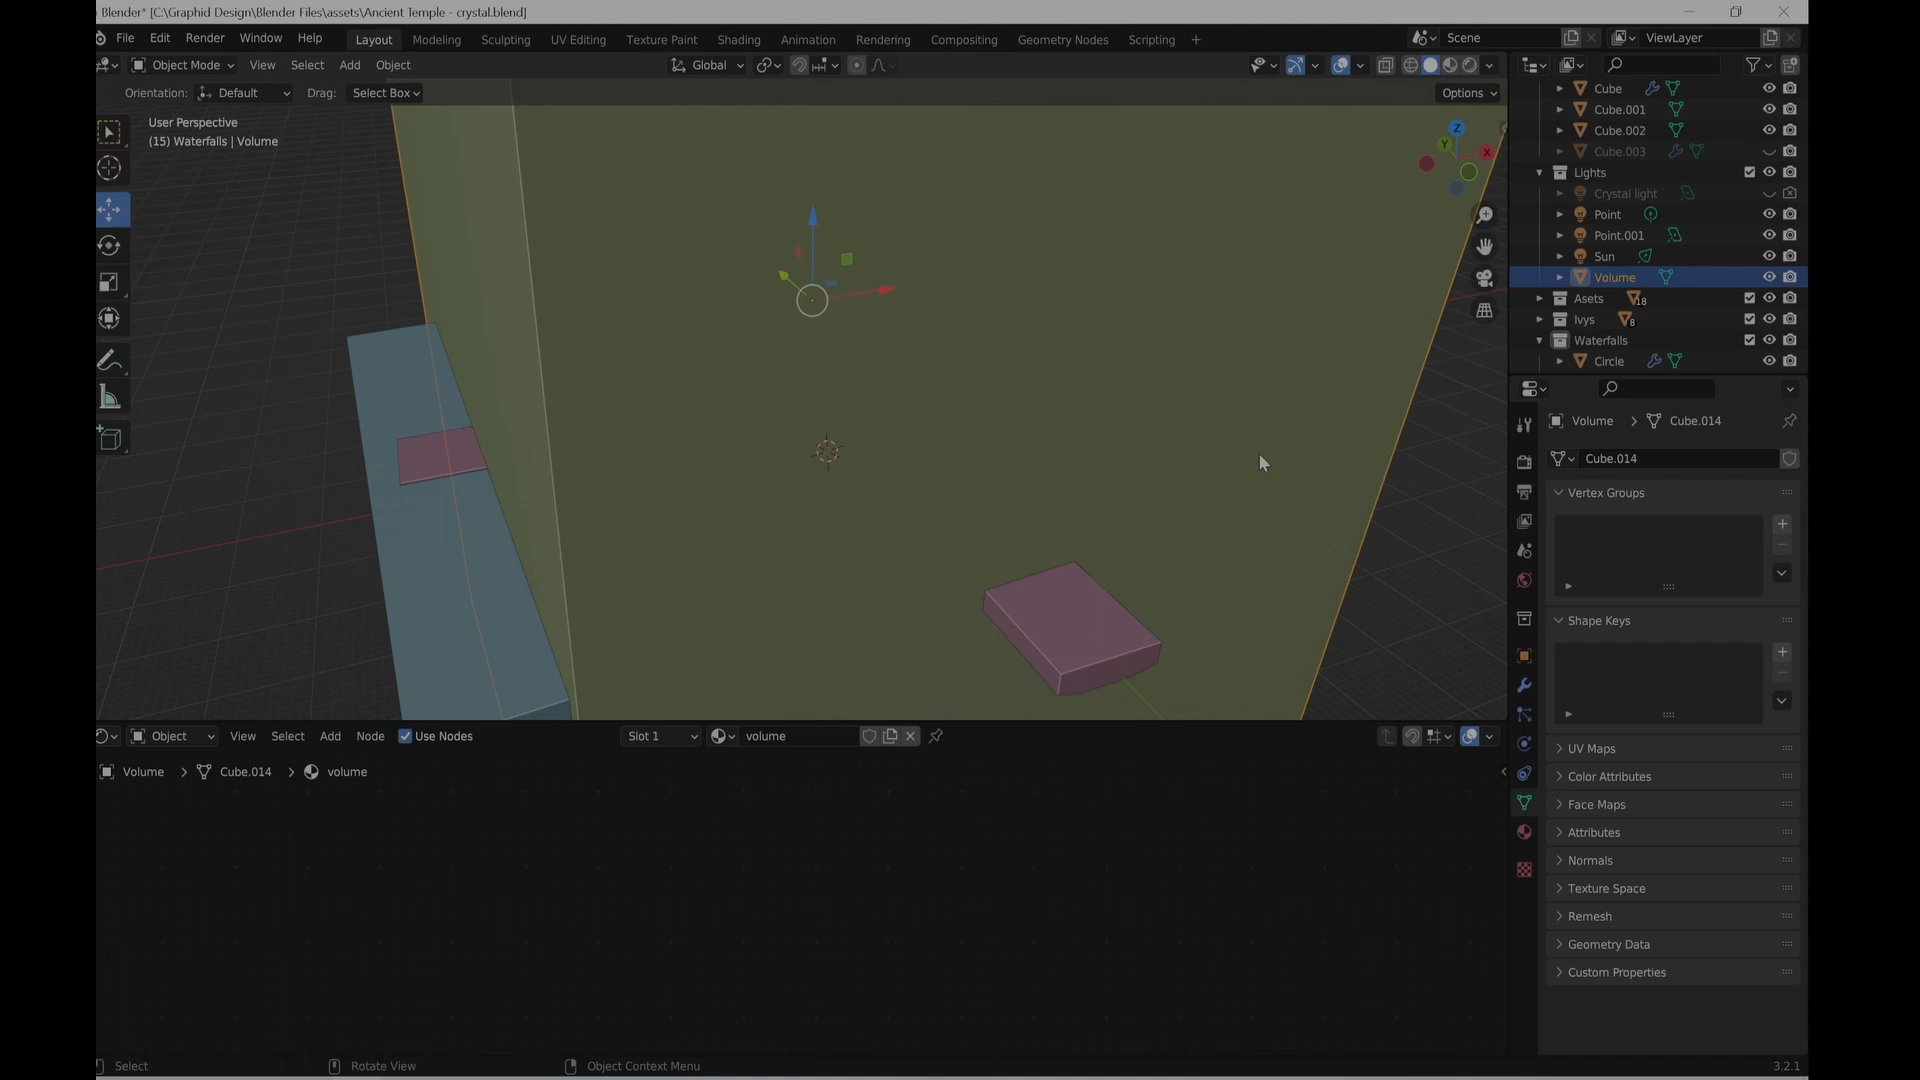 Blender* [C:\Graphid Design\Blender Files\assets\Ancient Temple - crystal.blend]
File Edit Render Window Help Layout Modeling Sculpting UV Editing Texture Paint Shading Animation Rendering Compositing Geometry Nodes Scripting + Scene ViewLayer
Object Mode View Select Add Object Global
Orientation: Default Drag: Select Box Options
User Perspective
(15) Waterfalls | Volume
Z
Y
X
Cube
Cube.001
Cube.002
Cube.003
Lights
Crystal light
Point
Point.001
Sun
Volume
Asets 18
Ivys 8
Waterfalls
Circle
Volume > Cube.014
Cube.014
Vertex Groups
Shape Keys
UV Maps
Color Attributes
Face Maps
Attributes
Normals
Texture Space
Remesh
Geometry Data
Custom Properties
Object View Select Add Node Use Nodes Slot 1 volume
Volume > Cube.014 > volume
Select Rotate View Object Context Menu 3.2.1